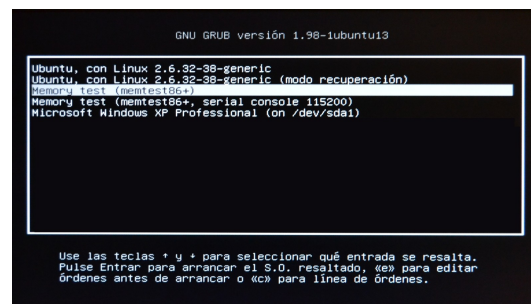 GNU GRUB versión 1.98-1ubuntu13
Ubuntu, con Linux 2.6.32-38-generic
Ubuntu, con Linux 2.6.32-38-generic (modo recuperación)
Memory test (memtest86+)
Memory test (memtest86+, serial console 115200)
Microsoft Windows XP Professional (on /dev/sda1)
Use las teclas ↑ y ↓ para seleccionar qué entrada se resalta.
Pulse Entrar para arrancar el S.O. resaltado, «e» para editar
órdenes antes de arrancar o «c» para línea de órdenes.